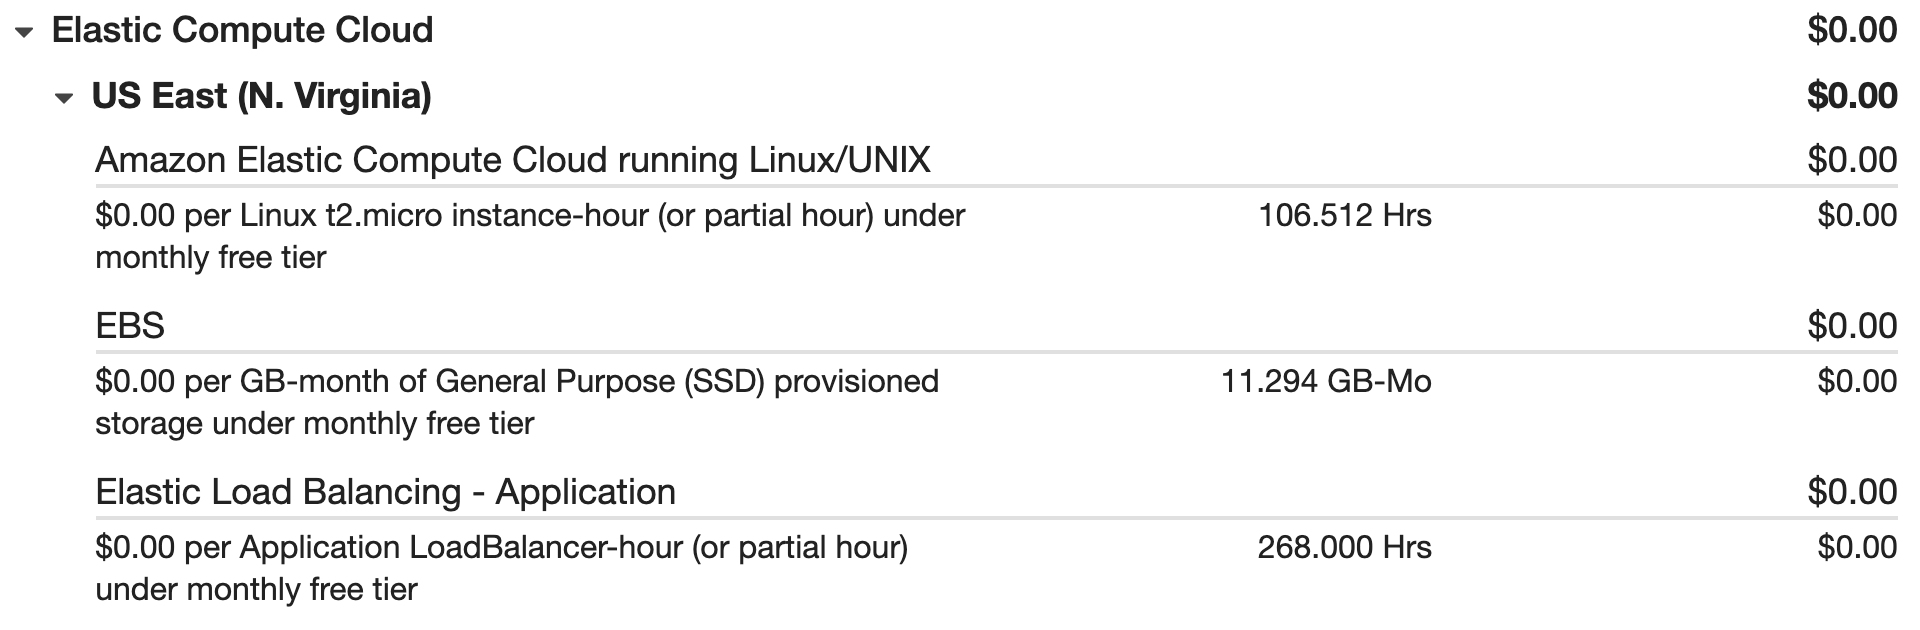 Elastic Compute Cloud $0.00
US East (N. Virginia) $0.00
Amazon Elastic Compute Cloud running Linux/UNIX $0.00
$0.00 per Linux t2.micro instance-hour (or partial hour) under 106.512 Hrs $0.00
monthly free tier
EBS $0.00
$0.00 per GB-month of General Purpose (SSD) provisioned 11.294 GB-Mo $0.00
storage under monthly free tier
Elastic Load Balancing - Application $0.00
$0.00 per Application LoadBalancer-hour (or partial hour) 268.000 Hrs $0.00
under monthly free tier